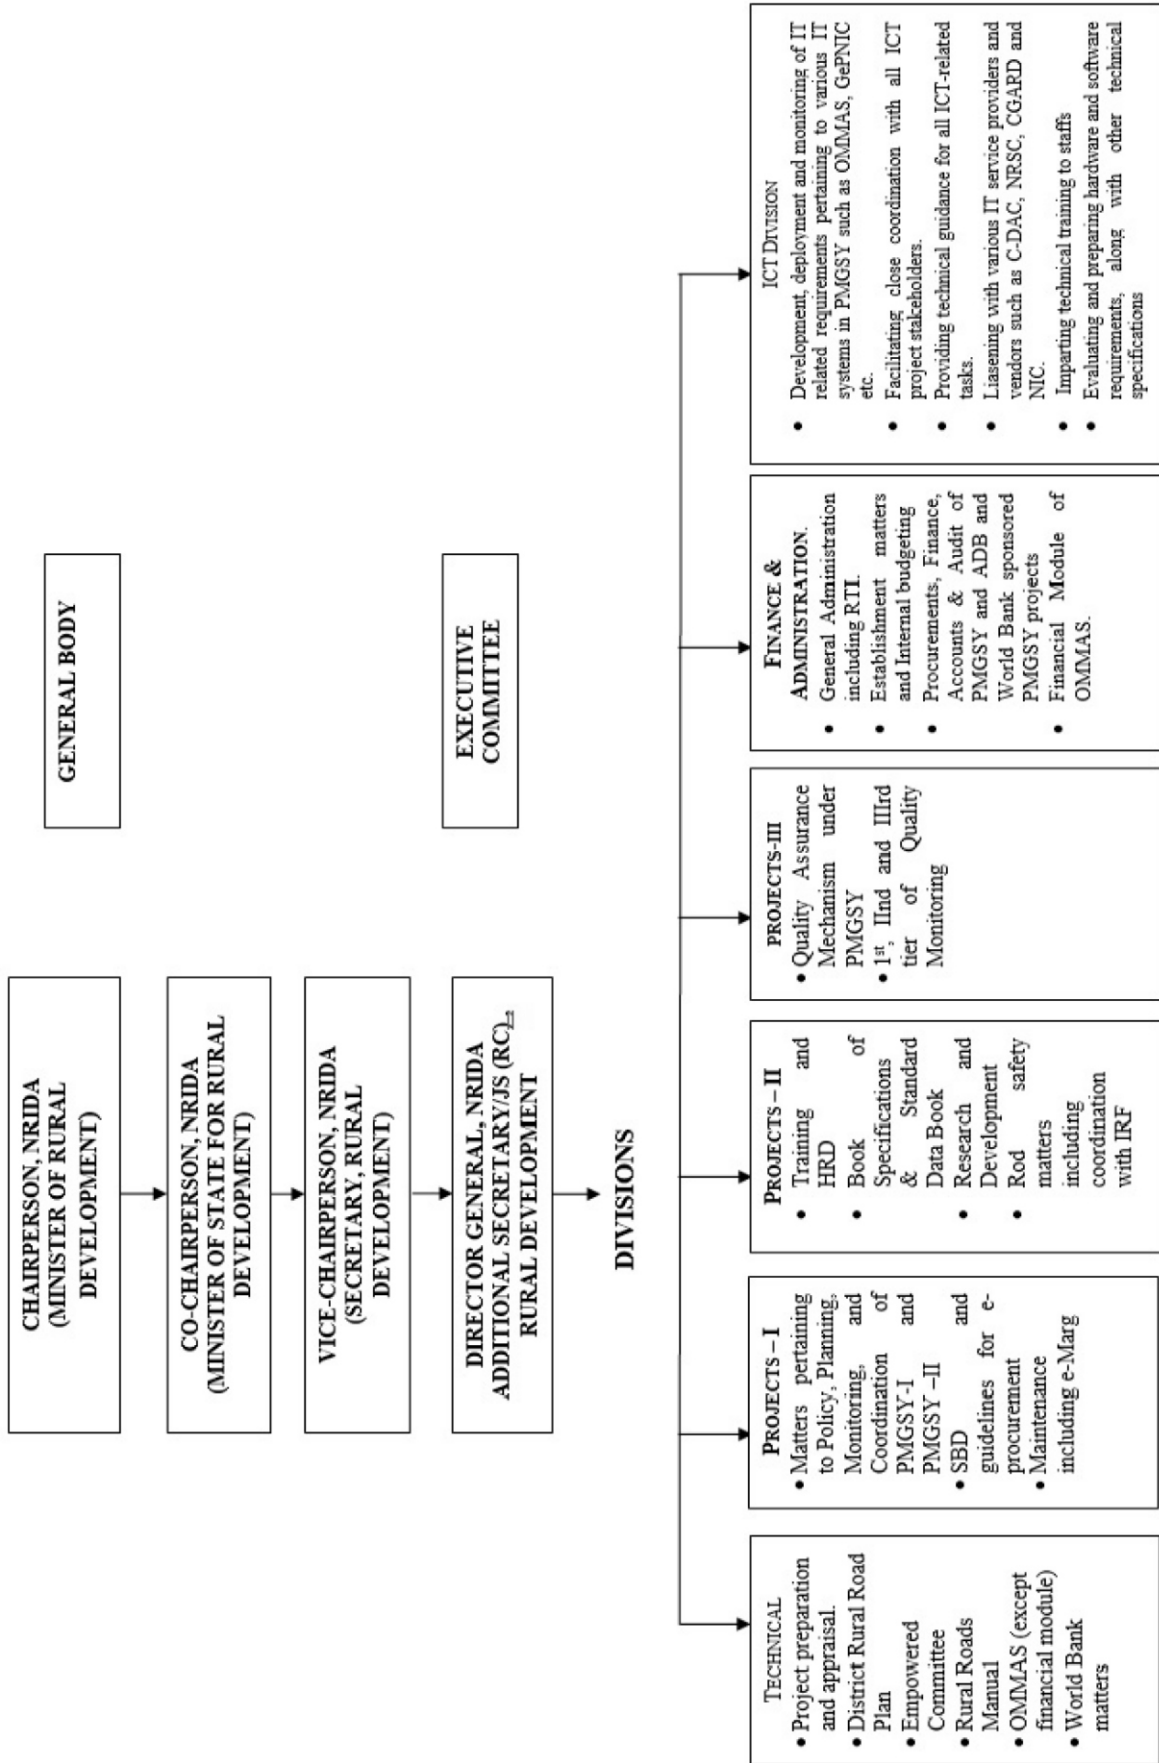 CHAIRPERSON, NRIDA
(MINISTER OF RURAL
DEVELOPMENT)
GENERAL BODY
CO-CHAIRPERSON, NRIDA
(MINISTER OF STATE FOR RURAL
DEVELOPMENT)
VICE-CHAIRPERSON, NRIDA
(SECRETARY, RURAL
DEVELOPMENT)
DIRECTOR GENERAL, NRIDA
ADDITIONAL SECRETARY/JS (RC)
RURAL DEVELOPMENT
EXECUTIVE
COMMITTEE
DIVISIONS
TECHNICAL
• Project preparation
and appraisal.
• District Rural Road
Plan
• Empowered
Committee
• Rural Roads
Manual
• OMMAS (except
financial module)
• World Bank
matters
PROJECTS – I
• Matters pertaining
to Policy, Planning,
Monitoring, and
Coordination of
PMGSY-I and
PMGSY –II
• SBD and
guidelines for e-
procurement
• Maintenance
including e-Marg
PROJECTS – II
• Training and
HRD
• Book of
Specifications
& Standard
Data Book
• Research and
Development
• Rod safety
matters
including
coordination
with IRF
PROJECTS-III
• Quality Assurance
Mechanism under
PMGSY
• 1st, IInd and IIIrd
tier of Quality
Monitoring
FINANCE &
ADMINISTRATION.
• General Administration
including RTI.
• Establishment matters
and Internal budgeting
• Procurements, Finance,
Accounts & Audit of
PMGSY and ADB and
World Bank sponsored
PMGSY projects
• Financial Module of
OMMAS.
ICT DIVISION
• Development, deployment and monitoring of IT
related requirements pertaining to various IT
systems in PMGSY such as OMMAS, GePNIC
etc.
• Facilitating close coordination with all ICT
project stakeholders.
• Providing technical guidance for all ICT-related
tasks.
• Liasening with various IT service providers and
vendors such as C-DAC, NRSC, CGARD and
NIC.
• Imparting technical training to staffs
• Evaluating and preparing hardware and software
requirements, along with other technical
specifications